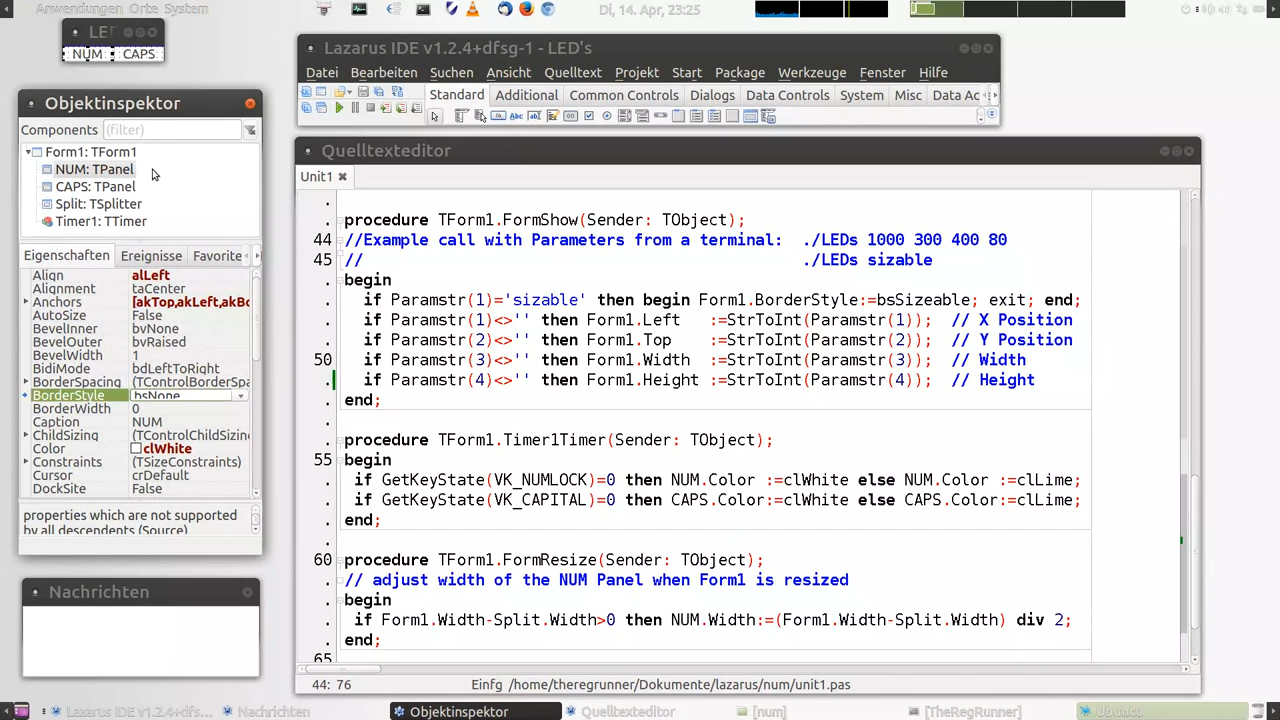 Anwendungen Orte System
Di, 14. Apr, 23:25
LED
NUM CAPS
Lazarus IDE v1.2.4+dfsg-1 - LED's
Datei Bearbeiten Suchen Ansicht Quelltext Projekt Start Package Werkzeuge Fenster Hilfe
Standard Additional Common Controls Dialogs Data Controls System Misc Data Ac
Objektinspektor
Components (filter)
Form1: TForm1
NUM: TPanel
CAPS: TPanel
Split: TSplitter
Timer1: TTimer
Eigenschaften Ereignisse Favorite
Align alLeft
Alignment taCenter
Anchors [akTop,akLeft,akBo
AutoSize False
BevelInner bvNone
BevelOuter bvRaised
BevelWidth 1
BidiMode bdLeftToRight
BorderSpacing (TControlBorderSpa
BorderStyle bsNone
BorderWidth 0
Caption NUM
ChildSizing (TControlChildSizing
Color clWhite
Constraints (TSizeConstraints)
Cursor crDefault
DockSite False
properties which are not supported
by all descendents (Source)
Nachrichten
Quelltexteditor
Unit1
procedure TForm1.FormShow(Sender: TObject);
44 //Example call with Parameters from a terminal: ./LEDs 1000 300 400 80
45 // ./LEDs sizable
begin
if Paramstr(1)='sizable' then begin Form1.BorderStyle:=bsSizeable; exit; end;
if Paramstr(1)<>'' then Form1.Left :=StrToInt(Paramstr(1)); // X Position
if Paramstr(2)<>'' then Form1.Top :=StrToInt(Paramstr(2)); // Y Position
50 if Paramstr(3)<>'' then Form1.Width :=StrToInt(Paramstr(3)); // Width
if Paramstr(4)<>'' then Form1.Height :=StrToInt(Paramstr(4)); // Height
end;
procedure TForm1.Timer1Timer(Sender: TObject);
55 begin
if GetKeyState(VK_NUMLOCK)=0 then NUM.Color :=clWhite else NUM.Color :=clLime;
if GetKeyState(VK_CAPITAL)=0 then CAPS.Color:=clWhite else CAPS.Color:=clLime;
end;
60 procedure TForm1.FormResize(Sender: TObject);
// adjust width of the NUM Panel when Form1 is resized
begin
if Form1.Width-Split.Width>0 then NUM.Width:=(Form1.Width-Split.Width) div 2;
end;
65
44: 76 Einfg /home/theregrunner/Dokumente/lazarus/num/unit1.pas
Lazarus IDE v1.2.4+dfs... Nachrichten Objektinspektor Quelltexteditor [num] [TheRegRunner] Ubuntu